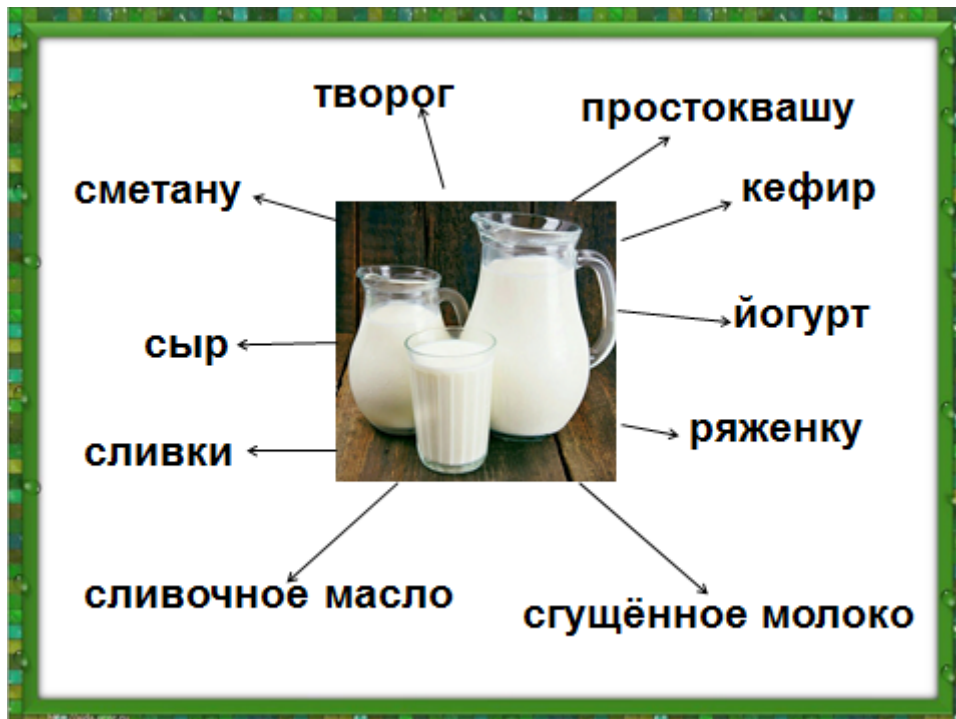 творог
простоквашу
сметану
кефир
йогурт
сыр
ряженку
сливки
сливочное масло
сгущённое молоко